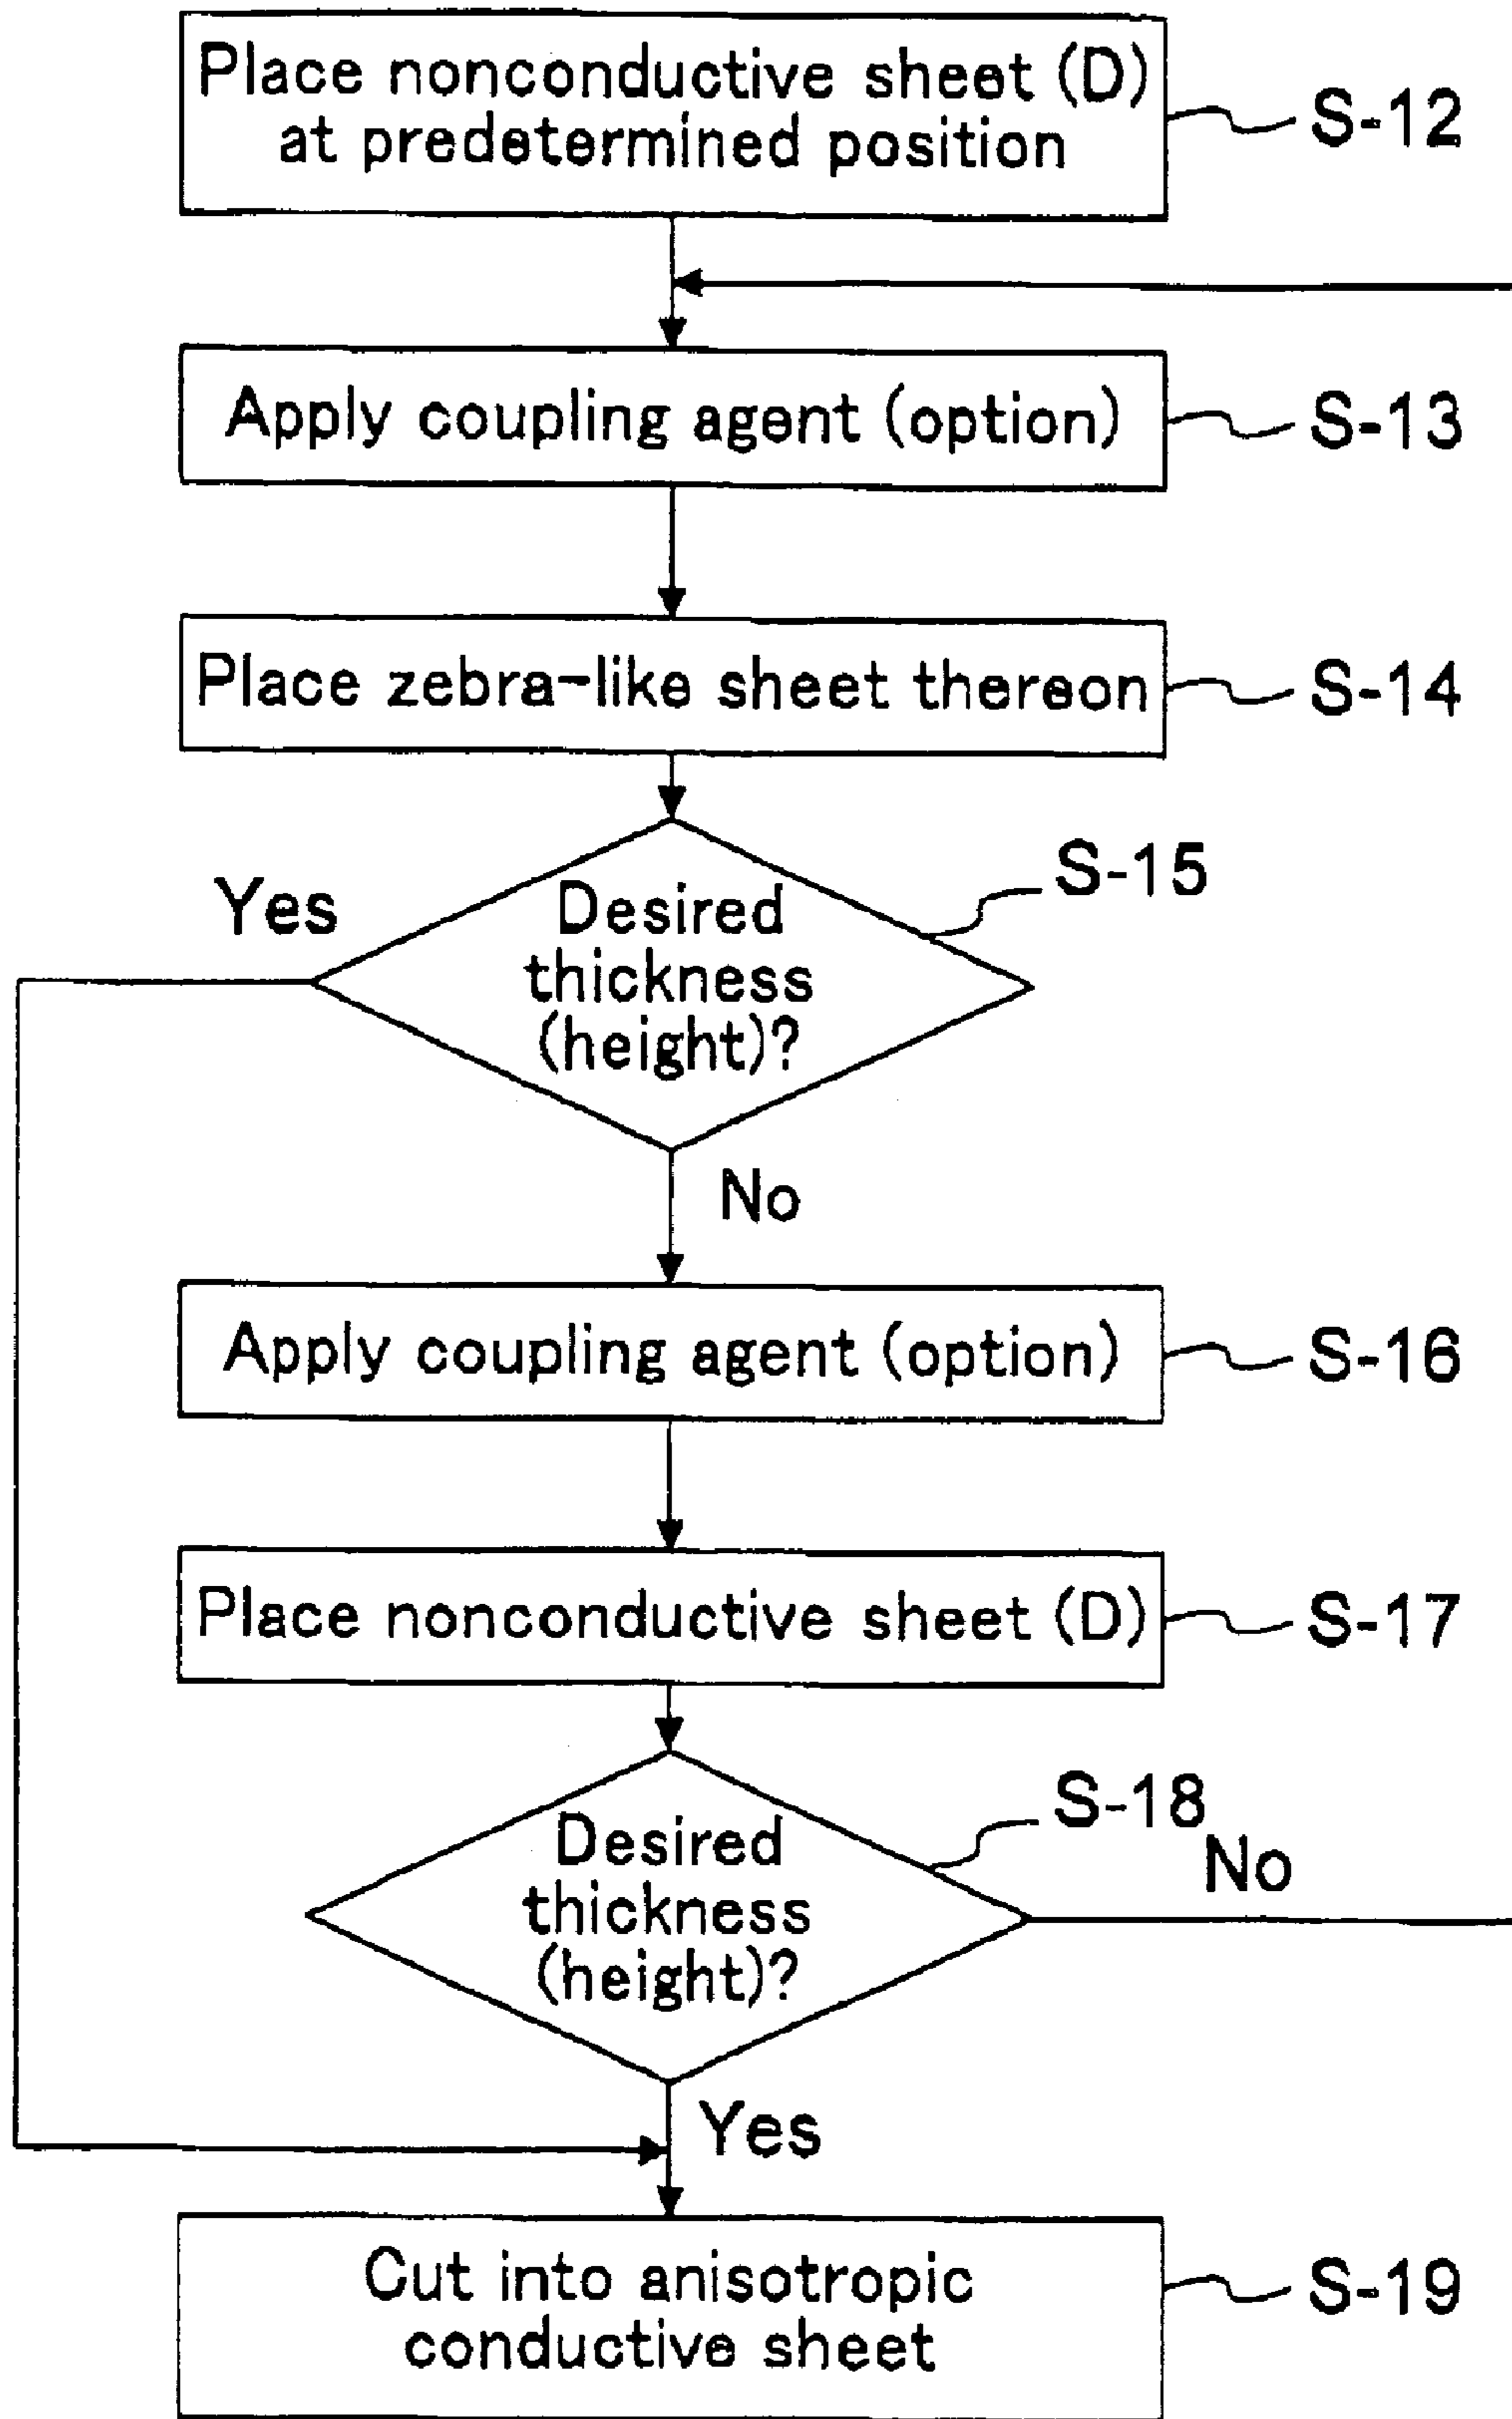 Place nonconductive sheet (D)
at predetermined position
S-12
Apply coupling agent (option)
S-13
Place zebra-like sheet thereon
S-14
Desired
thickness
(height)?
S-15
Yes
No
Apply coupling agent (option)
S-16
Place nonconductive sheet (D)
S-17
Desired
thickness
(height)?
S-18
No
Yes
Cut into anisotropic
conductive sheet
S-19